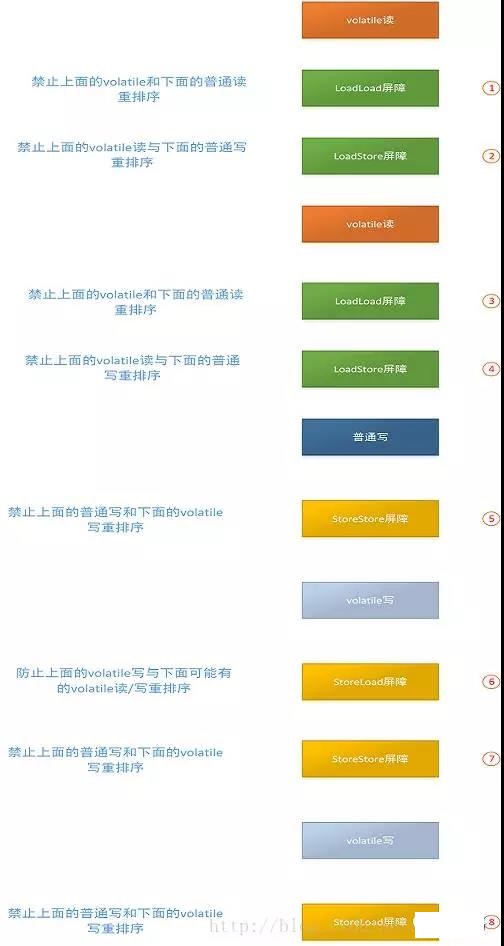 volatile读
禁止上面的volatile和下面的普通读
重排序
LoadLoad屏障
1
禁止上面的volatile读与下面的普通写
重排序
LoadStore屏障
2
volatile读
禁止上面的volatile和下面的普通读
重排序
LoadLoad屏障
3
禁止上面的volatile读与下面的普通
写重排序
LoadStore屏障
4
普通写
禁止上面的普通写和下面的volatile
写重排序
StoreStore屏障
5
volatile写
防止上面的volatile写与下面可能有
的volatile读/写重排序
StoreLoad屏障
6
禁止上面的普通写和下面的volatile
写重排序
StoreStore屏障
7
volatile写
禁止上面的普通写和下面的volatile
写重排序
StoreLoad屏障
8